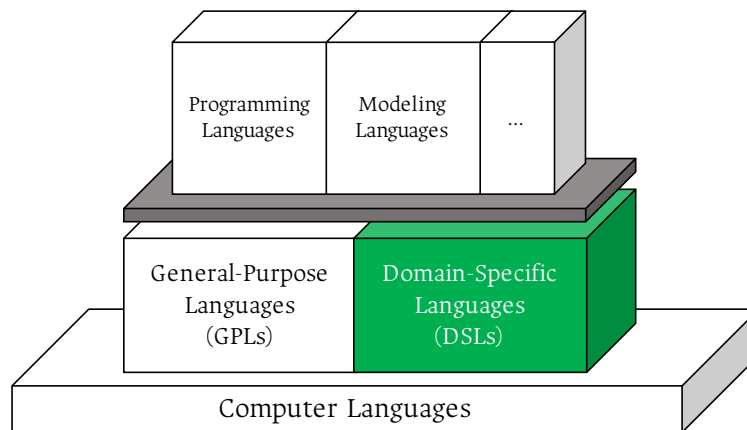 Programming
Languages
Modeling
Languages
...
General-Purpose
Languages
(GPLs)
Domain-Specific
Languages
(DSLs)
Computer Languages